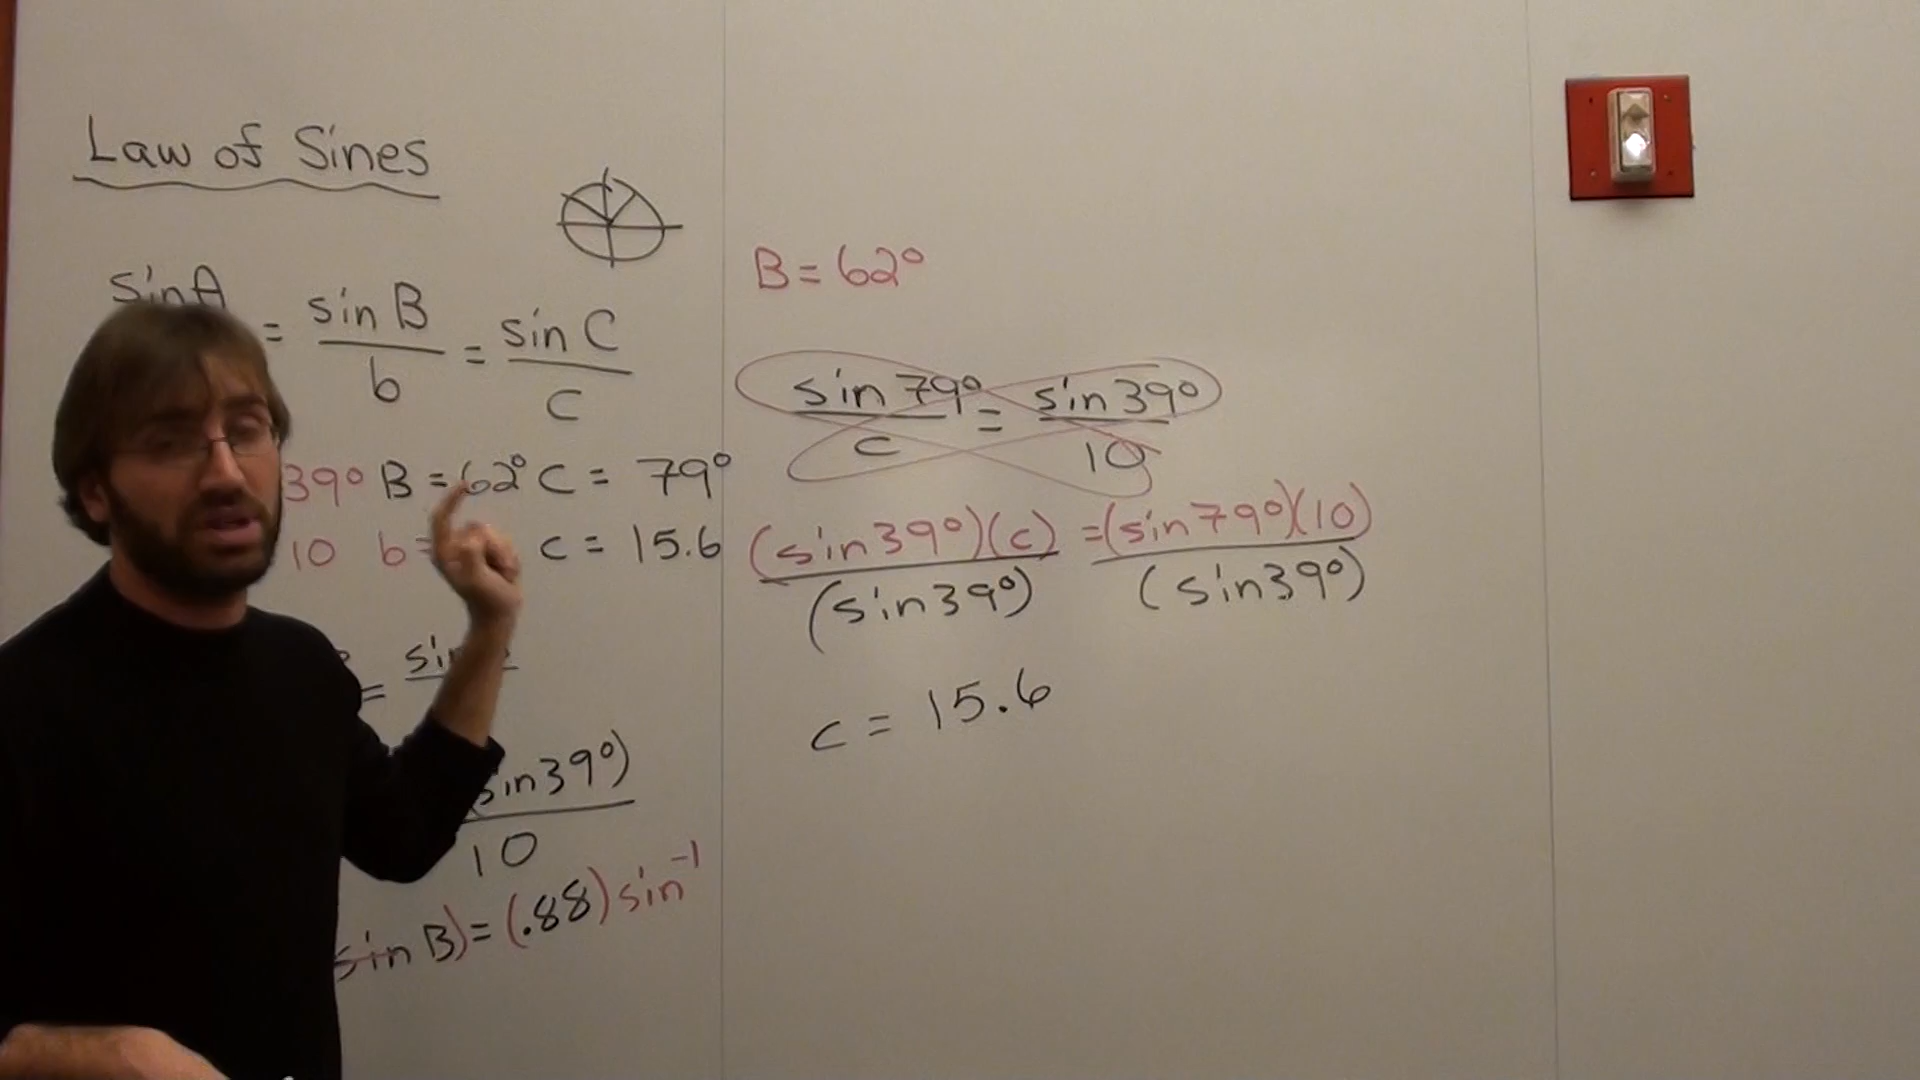 Law of Sines
sin A = sin B = sin C
b c
39° B = 62° C = 79°
10 b = c = 15.6
=
sin39°)
10
sin B) = (.88) sin⁻¹
B = 62°
sin 79° = sin 39°
c 10
(sin39°)(c) = (sin79°)(10)
(sin39°) (sin39°)
c = 15.6